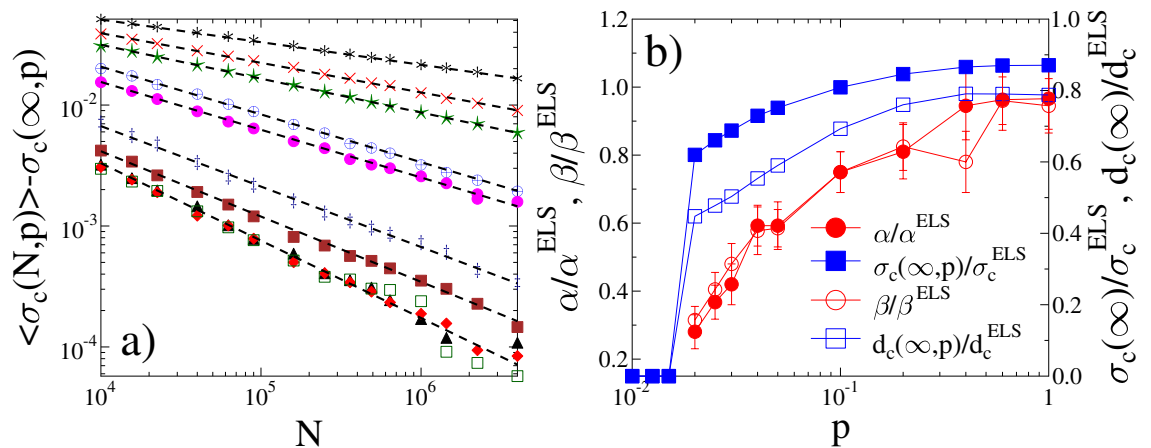 <σc(N,p)>-σc(∞,p)
10^-2
10^-3
10^-4
a)
10^4
10^5
10^6
N
α/α^ELS , β/β^ELS
1.2
1.0
0.8
0.6
0.4
0.2
b)
α/α^ELS
σc(∞,p)/σc^ELS
β/β^ELS
dc(∞,p)/dc^ELS
10^-2
10^-1
1
p
1.0
0.8
0.6
0.4
0.2
0.0
σc(∞)/σc^ELS , dc(∞)/dc^ELS